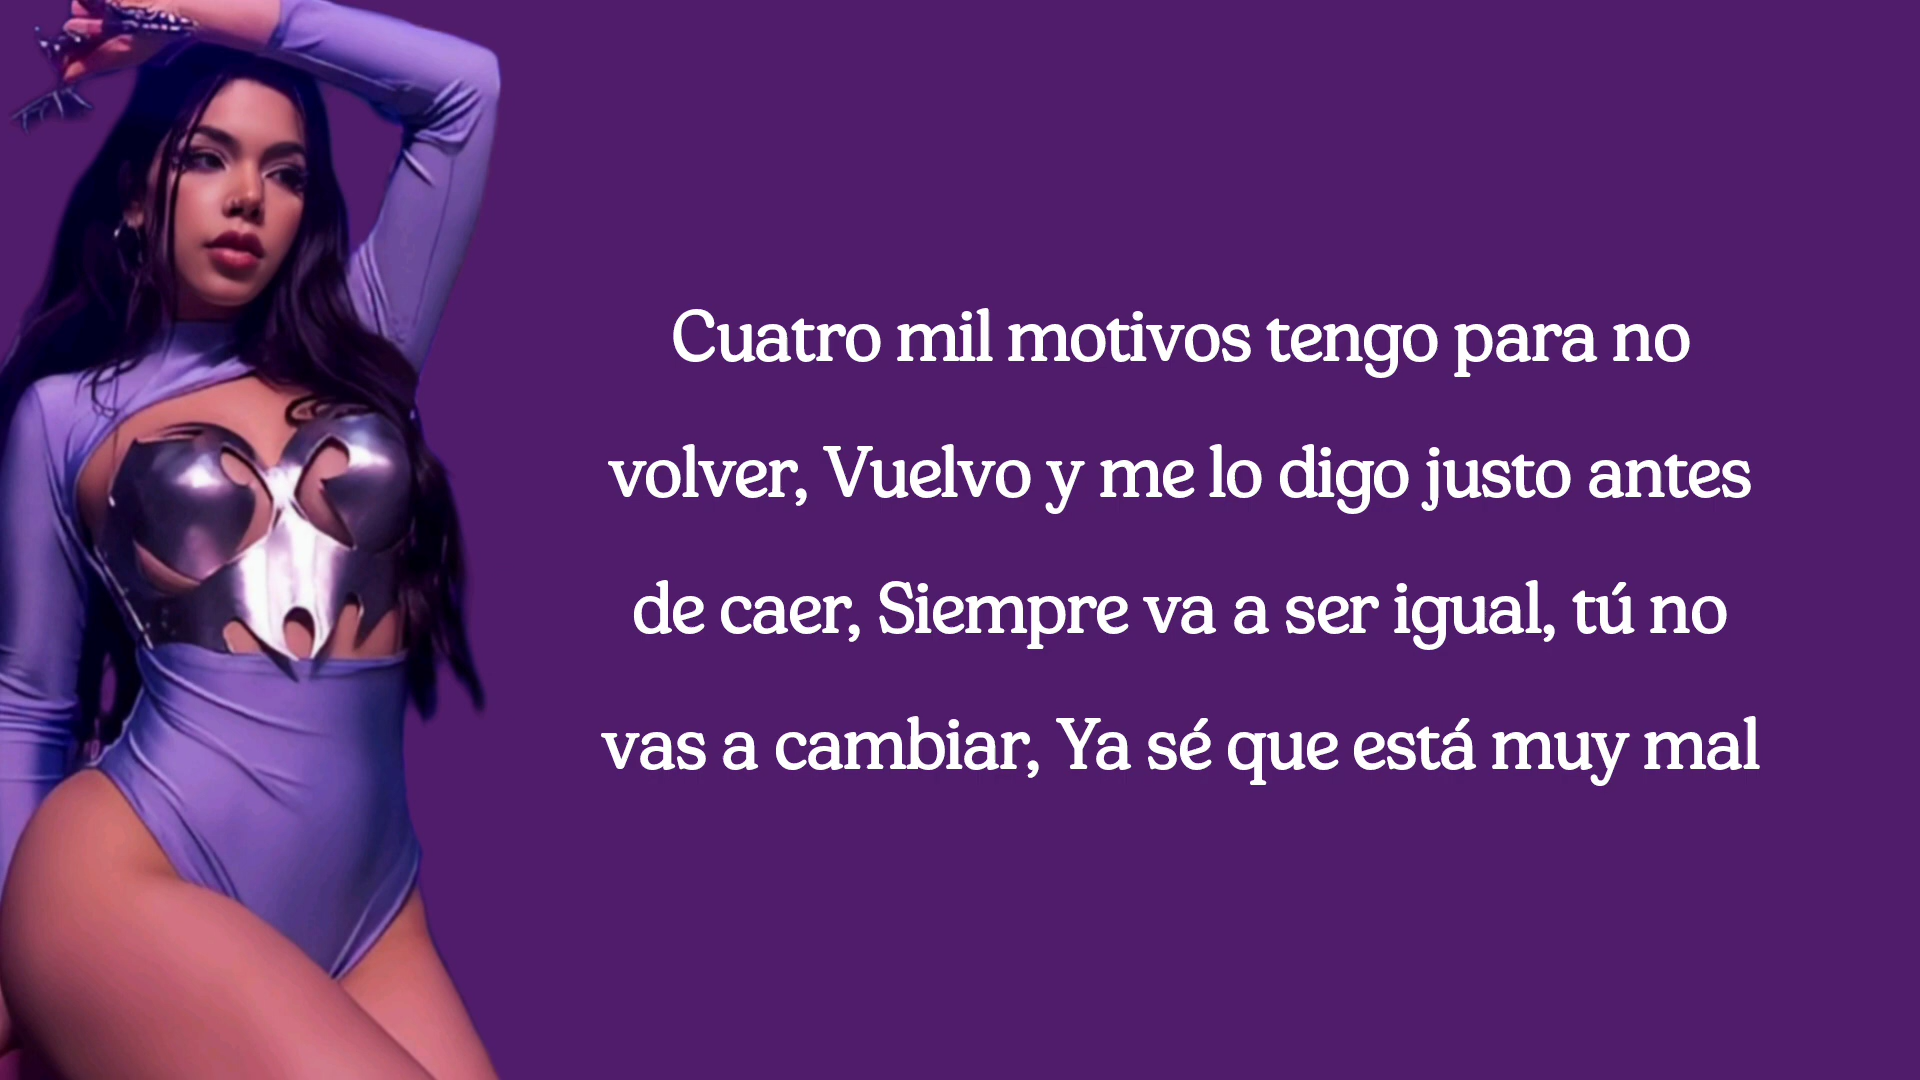 Cuatro mil motivos tengo para no
volver, Vuelvo y me lo digo justo antes
de caer, Siempre va a ser igual, tú no
vas a cambiar, Ya sé que está muy mal